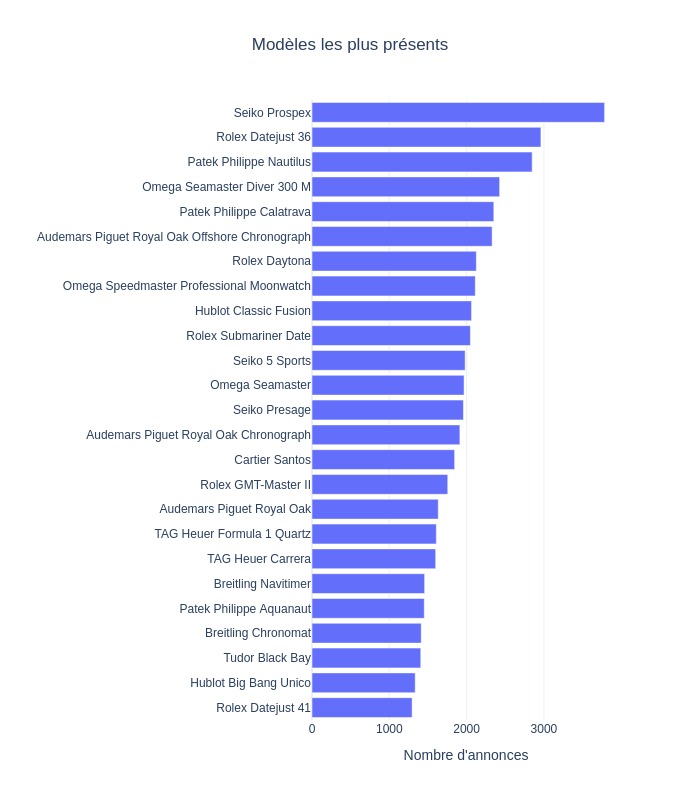 Modèles les plus présents
Seiko Prospex
Rolex Datejust 36
Patek Philippe Nautilus
Omega Seamaster Diver 300 M
Patek Philippe Calatrava
Audemars Piguet Royal Oak Offshore Chronograph
Rolex Daytona
Omega Speedmaster Professional Moonwatch
Hublot Classic Fusion
Rolex Submariner Date
Seiko 5 Sports
Omega Seamaster
Seiko Presage
Audemars Piguet Royal Oak Chronograph
Cartier Santos
Rolex GMT-Master II
Audemars Piguet Royal Oak
TAG Heuer Formula 1 Quartz
TAG Heuer Carrera
Breitling Navitimer
Patek Philippe Aquanaut
Breitling Chronomat
Tudor Black Bay
Hublot Big Bang Unico
Rolex Datejust 41
0 1000 2000 3000
Nombre d'annonces